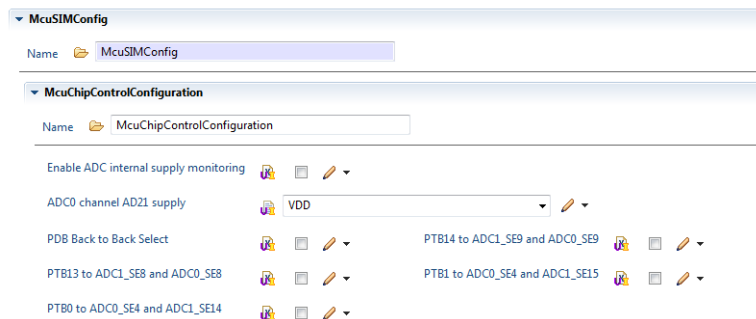 McuSIMConfig
Name McuSIMConfig
McuChipControlConfiguration
Name McuChipControlConfiguration
Enable ADC internal supply monitoring
ADC0 channel AD21 supply VDD
PDB Back to Back Select PTB14 to ADC1_SE9 and ADC0_SE9
PTB13 to ADC1_SE8 and ADC0_SE8 PTB1 to ADC0_SE4 and ADC1_SE15
PTB0 to ADC0_SE4 and ADC1_SE14